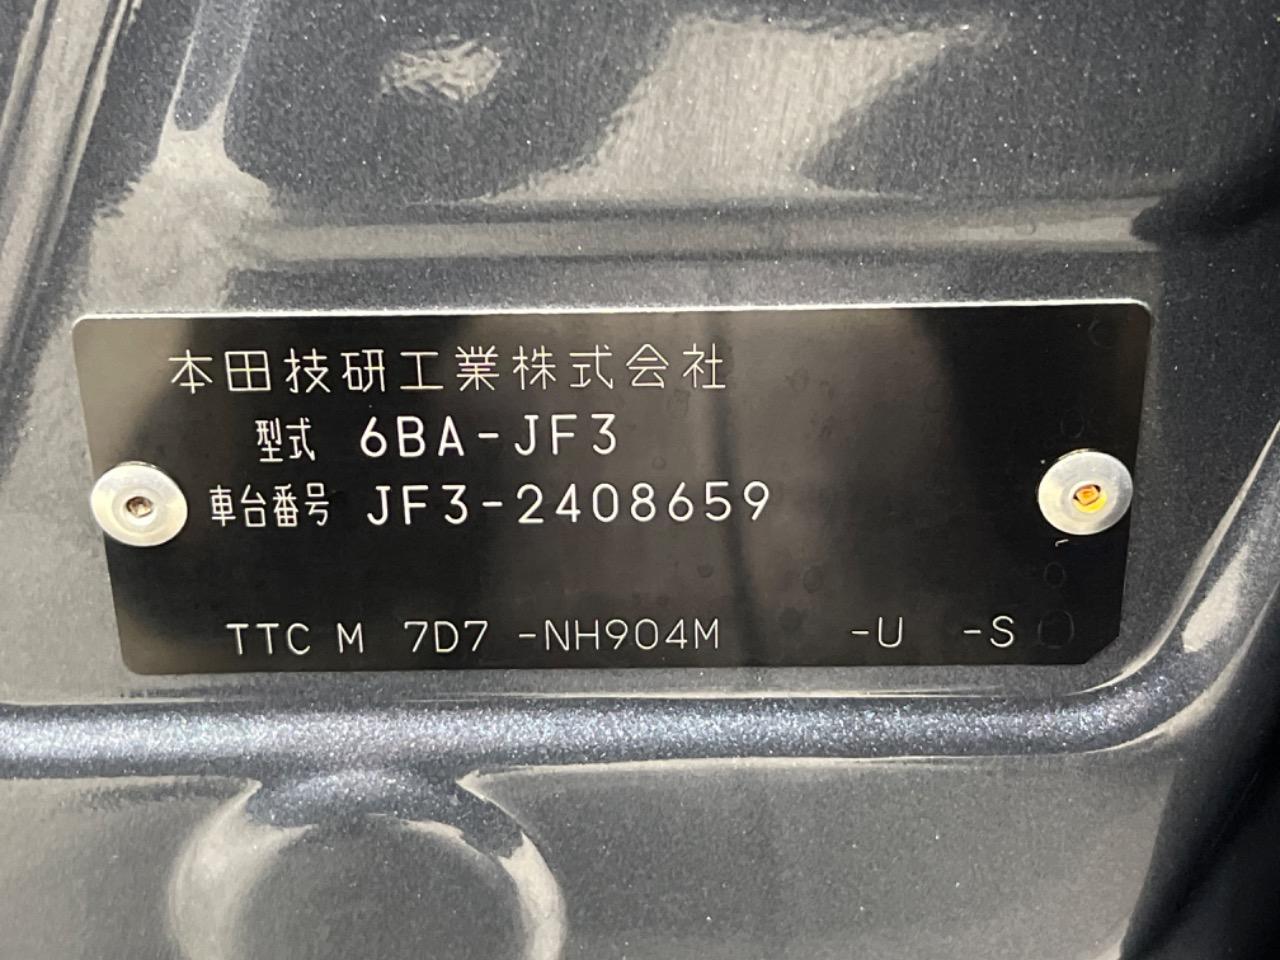 本田技研工業株式会社
型式 6BA-JF3
車台番号 JF3-2408659
TTC M 7D7 -NH904M -U -S